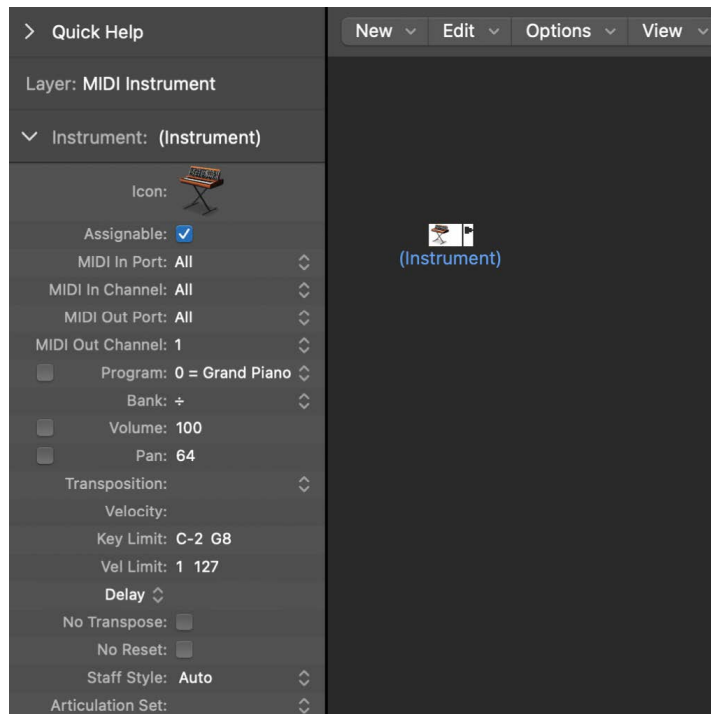 Quick Help
New Edit Options View
Layer: MIDI Instrument
Instrument: (Instrument)
Icon:
Assignable:
MIDI In Port: All
MIDI In Channel: All
MIDI Out Port: All
MIDI Out Channel: 1
Program: 0 = Grand Piano
Bank: ÷
Volume: 100
Pan: 64
Transposition:
Velocity:
Key Limit: C-2 G8
Vel Limit: 1 127
Delay
No Transpose:
No Reset:
Staff Style: Auto
Articulation Set:
(Instrument)